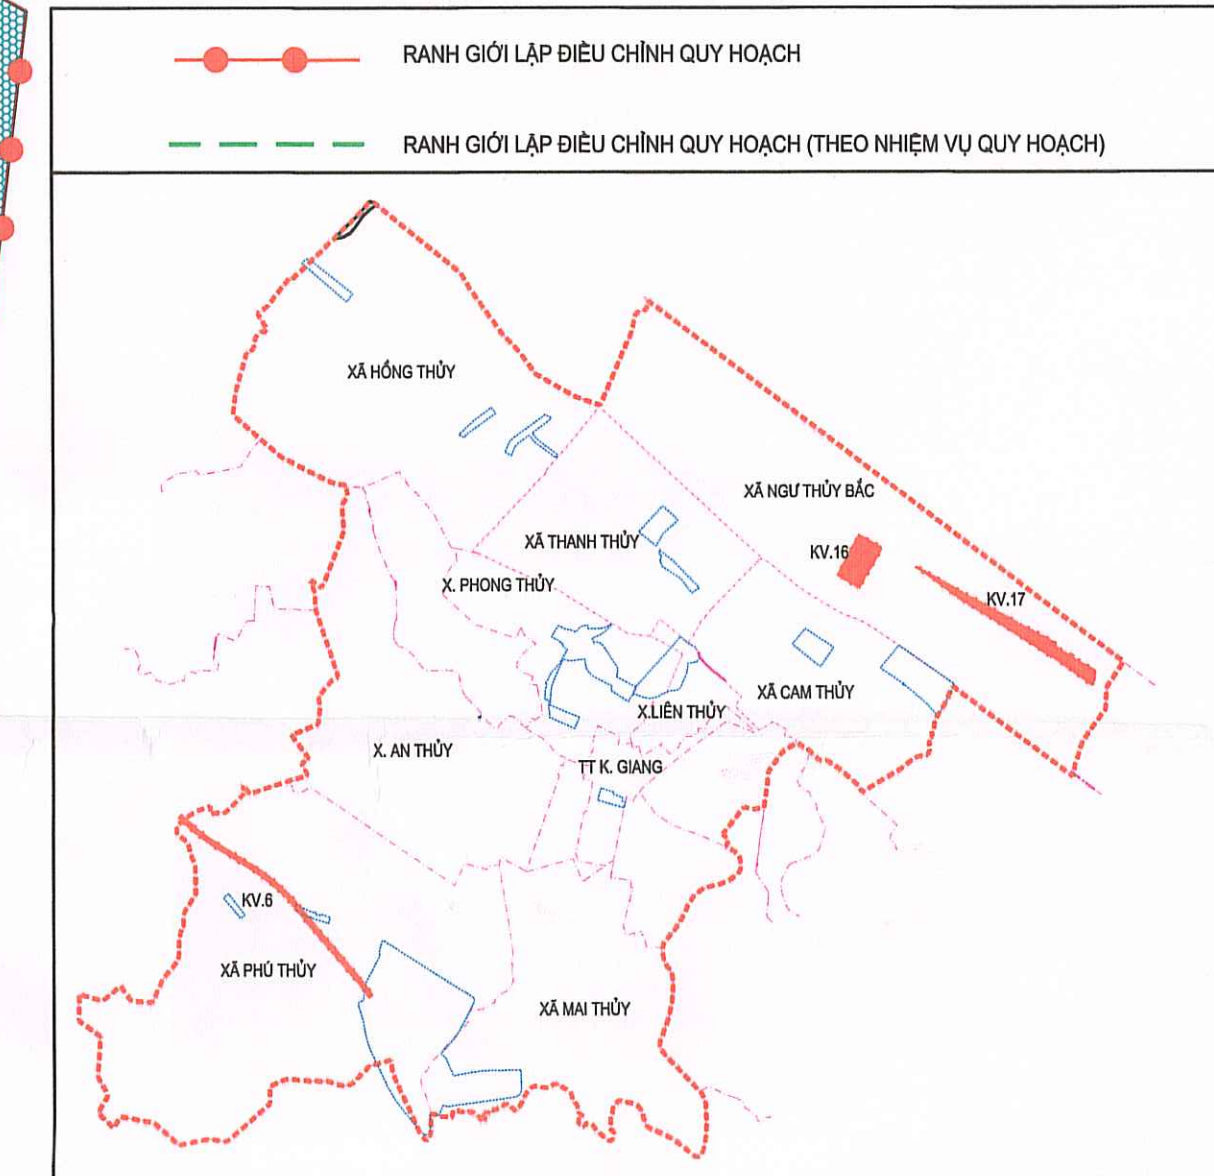 RANH GIỚI LẬP ĐIỀU CHỈNH QUY HOẠCH
RANH GIỚI LẬP ĐIỀU CHỈNH QUY HOẠCH (THEO NHIỆM VỤ QUY HOẠCH)
XÃ HỒNG THỦY
XÃ NGƯ THỦY BẮC
XÃ THANH THỦY
KV.16
X. PHONG THỦY
KV.17
XÃ CAM THỦY
X.LIÊN THỦY
X. AN THỦY
TT K. GIANG
KV.6
XÃ PHÚ THỦY
XÃ MAI THỦY